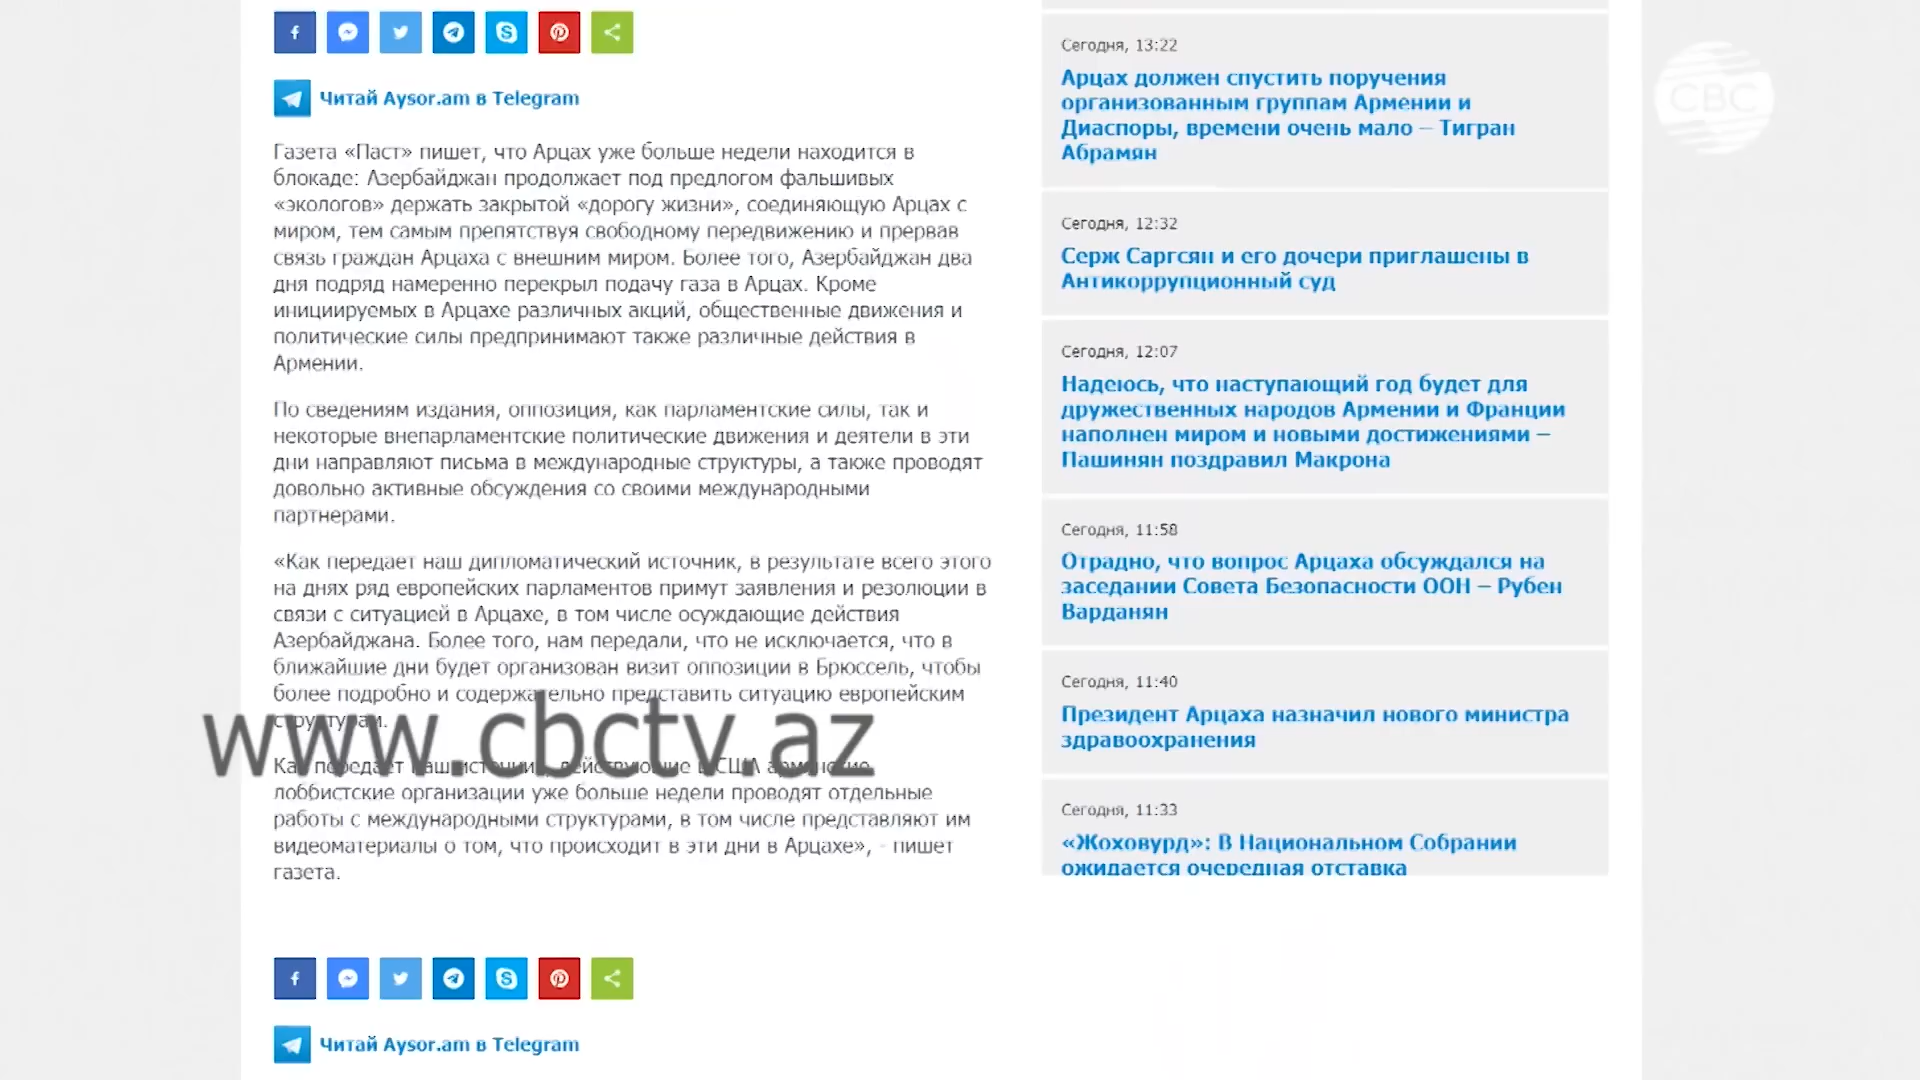 Читай Aysor.am в Telegram
Газета «Паст» пишет, что Арцах уже больше недели находится в
блокаде: Азербайджан продолжает под предлогом фальшивых
«экологов» держать закрытой «дорогу жизни», соединяющую Арцах с
миром, тем самым препятствуя свободному передвижению и прервав
связь граждан Арцаха с внешним миром. Более того, Азербайджан два
дня подряд намеренно перекрыл подачу газа в Арцах. Кроме
инициируемых в Арцахе различных акций, общественные движения и
политические силы предпринимают также различные действия в
Армении.
По сведениям издания, оппозиция, как парламентские силы, так и
некоторые внепарламентские политические движения и деятели в эти
дни направляют письма в международные структуры, а также проводят
довольно активные обсуждения со своими международными
партнерами.
«Как передает наш дипломатический источник, в результате всего этого
на днях ряд европейских парламентов примут заявления и резолюции в
связи с ситуацией в Арцахе, в том числе осуждающие действия
Азербайджана. Более того, нам передали, что не исключается, что в
ближайшие дни будет организован визит оппозиции в Брюссель, чтобы
более подробно и содержательно представить ситуацию европейским
структурам.
www.cbctv.az
Как передает наш источник, действующие в США армянские
лоббистские организации уже больше недели проводят отдельные
работы с международными структурами, в том числе представляют им
видеоматериалы о том, что происходит в эти дни в Арцахе», - пишет
газета.
Читай Aysor.am в Telegram
Сегодня, 13:22
Арцах должен спустить поручения
организованным группам Армении и
Диаспоры, времени очень мало – Тигран
Абрамян
Сегодня, 12:32
Серж Саргсян и его дочери приглашены в
Антикоррупционный суд
Сегодня, 12:07
Надеюсь, что наступающий год будет для
дружественных народов Армении и Франции
наполнен миром и новыми достижениями –
Пашинян поздравил Макрона
Сегодня, 11:58
Отрадно, что вопрос Арцаха обсуждался на
заседании Совета Безопасности ООН – Рубен
Варданян
Сегодня, 11:40
Президент Арцаха назначил нового министра
здравоохранения
Сегодня, 11:33
«Жоховурд»: В Национальном Собрании
ожидается очередная отставка
CBC